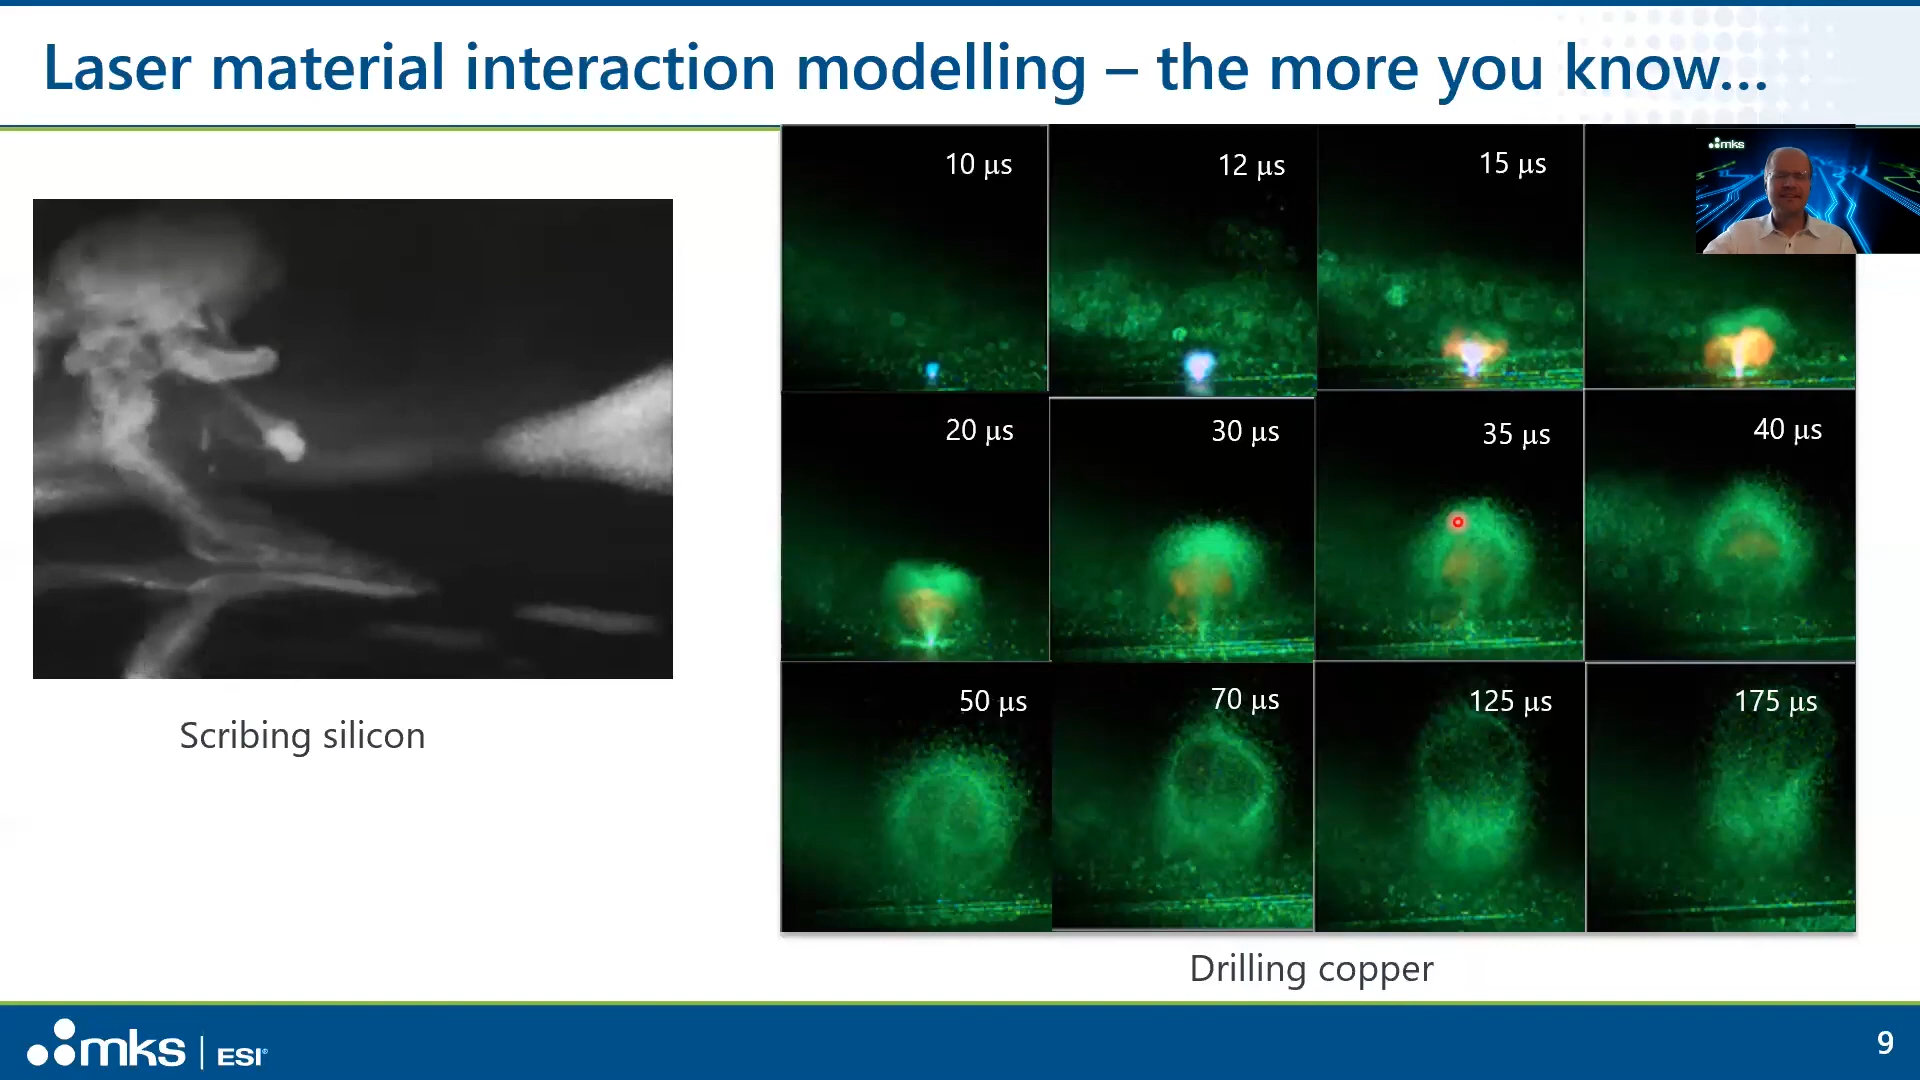 Laser material interaction modelling – the more you know...
mks
10 µs
12 µs
15 µs
20 µs
30 µs
35 µs
40 µs
50 µs
70 µs
125 µs
175 µs
Scribing silicon
Drilling copper
mks | ESI®
9